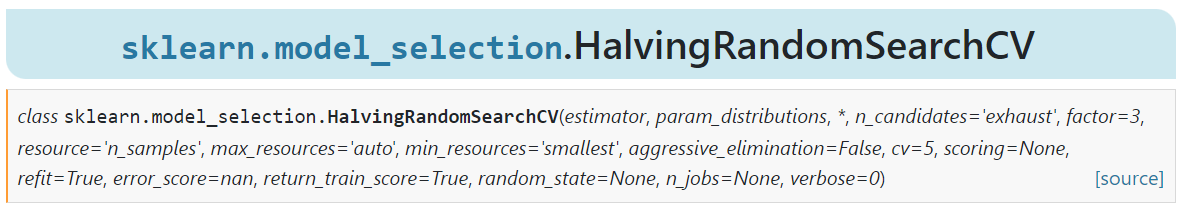 sklearn.model_selection.HalvingRandomSearchCV
class sklearn.model_selection.HalvingRandomSearchCV(estimator, param_distributions, *, n_candidates='exhaust', factor=3,
resource='n_samples', max_resources='auto', min_resources='smallest', aggressive_elimination=False, cv=5, scoring=None,
refit=True, error_score=nan, return_train_score=True, random_state=None, n_jobs=None, verbose=0) [source]